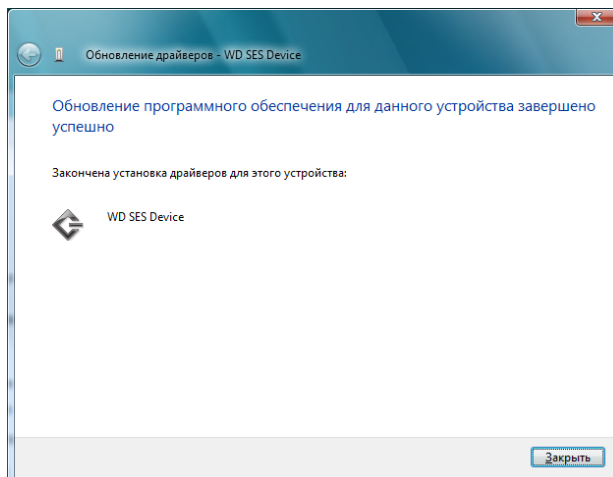 Обновление драйверов - WD SES Device
Обновление программного обеспечения для данного устройства завершено
успешно
Закончена установка драйверов для этого устройства:
WD SES Device
Закрыть